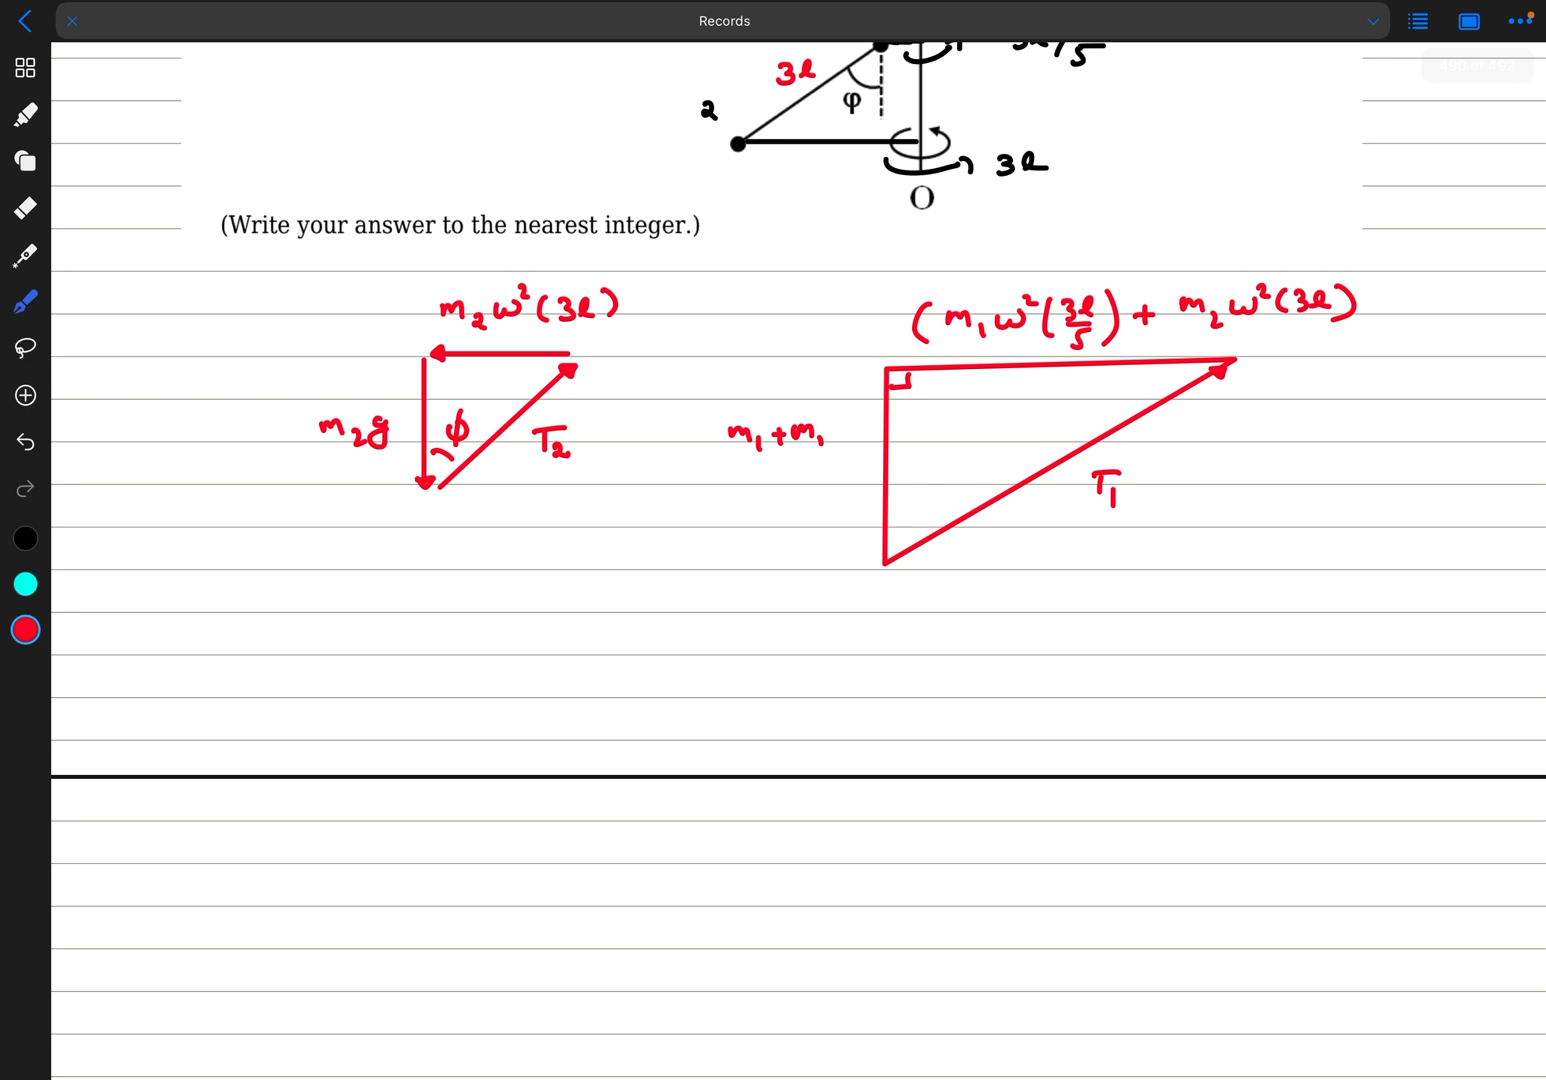 Records
3l
φ
2
3l
O
(Write your answer to the nearest integer.)
m₂ω²(3l)
(m₁ω²(3l/5) + m₂ω²(3l))
m₂g
ϕ
T₂
m₁+m₁
T₁